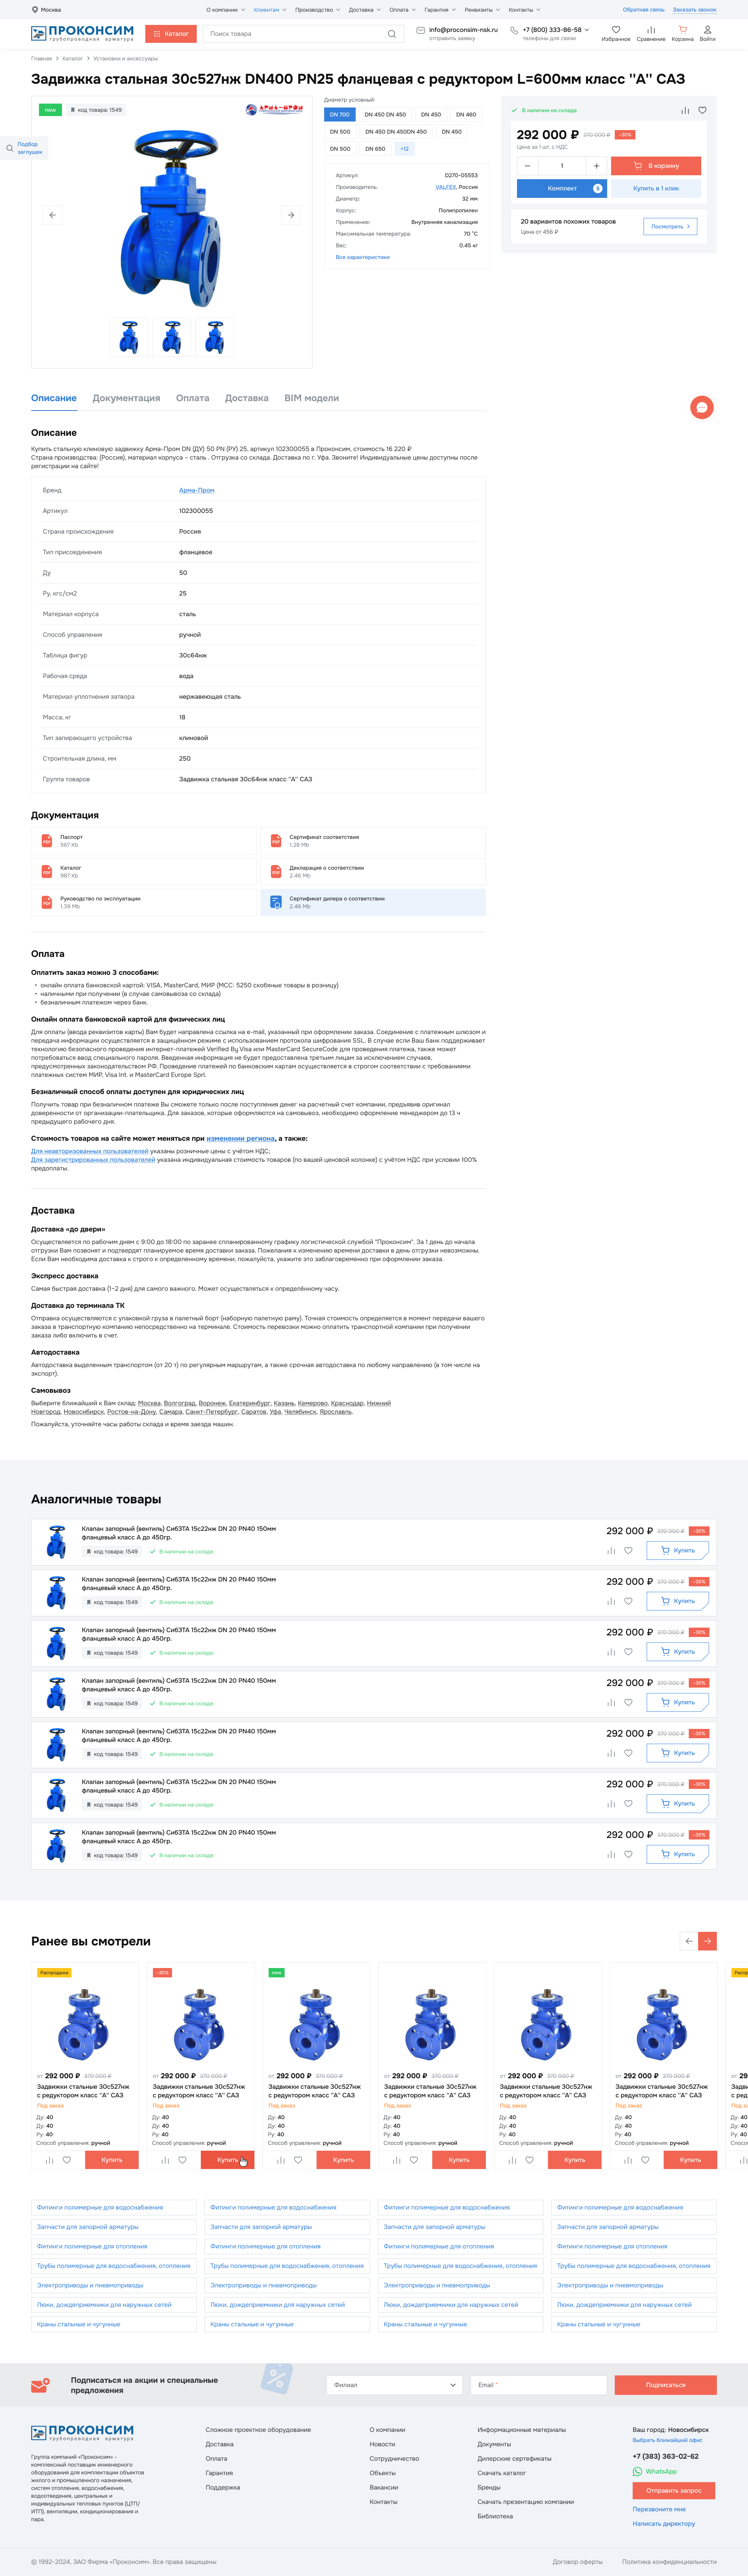 Москва
О компании
Клиентам
Производство
Доставка
Оплата
Гарантия
Реквизиты
Контакты
Обратная связь
Заказать звонок
ПРОКОНСИМ
трубопроводная арматура
Каталог
Поиск товара
info@proconsim-nsk.ru
отправить заявку
+7 (800) 333-86-58
телефоны для связи
Избранное
Сравнение
Корзина
Войти
Главная > Каталог > Установки и аксессуары
Задвижка стальная 30с527нж DN400 PN25 фланцевая с редуктором L=600мм класс ''А'' САЗ
new
код товара: 1549
АРМА-ПРОМ
Подбор
заглушек
Диаметр условный:
DN 700
DN 450 DN 450
DN 450
DN 460
DN 500
DN 450 DN 450DN 450
DN 450
DN 500
DN 650
+12
Артикул: D270-05553
Производитель: VALFEX, Россия
Диаметр: 32 мм
Корпус: Полипропилен
Применение: Внутренняя канализация
Максимальная температура: 70 °С
Вес: 0,45 кг
Все характеристики
В наличии на складе
292 000 ₽ 370 000 ₽ -30%
Цена за 1 шт. с НДС
1
В корзину
Комплект 5
Купить в 1 клик
20 вариантов похожих товаров
Цена от 456 ₽
Посмотреть
Описание
Документация
Оплата
Доставка
BIM модели
Описание
Купить стальную клиновую задвижку Арма-Пром DN (ДУ) 50 PN (РУ) 25, артикул 102300055 в Проконсим, стоимость 16 220 ₽
Страна производства: (Россия), материал корпуса – сталь . Отгрузка со склада. Доставка по г. Уфа. Звоните! Индивидуальные цены доступны после
регистрации на сайте!
Бренд Арма-Пром
Артикул 102300055
Страна происхождения Россия
Тип присоединения фланцевое
Ду 50
Ру, кгс/см2 25
Материал корпуса сталь
Способ управления ручной
Таблица фигур 30с64нж
Рабочая среда вода
Материал уплотнения затвора нержавеющая сталь
Масса, кг 18
Тип запирающего устройства клиновой
Строительная длина, мм 250
Группа товаров Задвижка стальная 30с64нж класс ''А'' САЗ
Документация
Паспорт
567 Kb
Сертификат соответствия
1.28 Mb
Каталог
987 Kb
Декларация о соответствии
2.46 Mb
Руководство по эксплуатации
1.39 Mb
Сертификат дилера о соответствии
2.46 Mb
Оплата
Оплатить заказ можно 3 способами:
• онлайн оплата банковской картой: VISA, MasterCard, МИР (МСС: 5250 скобяные товары в розницу)
• наличными при получении (в случае самовывоза со склада)
• безналичным платежом через банк.
Онлайн оплата банковской картой для физических лиц
Для оплаты (ввода реквизитов карты) Вам будет направлена ссылка на e-mail, указанный при оформлении заказа. Соединение с платежным шлюзом и
передача информации осуществляется в защищённом режиме с использованием протокола шифрования SSL. В случае если Ваш банк поддерживает
технологию безопасного проведения интернет-платежей Verified By Visa или MasterCard SecureCode для проведения платежа, также может
потребоваться ввод специального пароля. Введенная информация не будет предоставлена третьим лицам за исключением случаев,
предусмотренных законодательством РФ. Проведение платежей по банковским картам осуществляется в строгом соответствии с требованиями
платежных систем МИР, Visa Int. и MasterCard Europe Sprl.
Безналичный способ оплаты доступен для юридических лиц
Получить товар при безналичном платеже Вы сможете только после поступления денег на расчетный счет компании, предъявив оригинал
доверенности от организации-плательщика. Для заказов, которые оформляются на самовывоз, необходимо оформление менеджером до 13 ч
предыдущего рабочего дня.
Стоимость товаров на сайте может меняться при изменении региона, а также:
Для неавторизованных пользователей указаны розничные цены с учётом НДС;
Для зарегистрированных пользователей указана индивидуальная стоимость товаров (по вашей ценовой колонке) с учётом НДС при условии 100%
предоплаты.
Доставка
Доставка «до двери»
Осуществляется по рабочим дням с 9:00 до 18:00 по заранее спланированному графику логистической службой "Проконсим". За 1 день до начала
отгрузки вам позвонят и подтвердят планируемое время доставки заказа. Пожелания к изменению времени доставки в день отгрузки невозможны.
Если Вам необходима доставка к строго к определенному времени, пожалуйста, укажите это заблаговременно при оформлении заказа.
Экспресс доставка
Самая быстрая доставка (1-2 дня) для самого важного. Может осуществляться к определённому часу.
Доставка до терминала ТК
Отправка осуществляются с упаковкой груза в палетный борт (наборную палетную раму). Точная стоимость определяется в момент передачи вашего
заказа в транспортную компанию непосредственно на терминале. Стоимость перевозки можно оплатить транспортной компании при получении
заказа либо включить в счет.
Автодоставка
Автодоставка выделенным транспортом (от 20 т) по регулярным маршрутам, а также срочная автодоставка по любому направлению (в том числе на
экспорт).
Самовывоз
Выберите ближайший к Вам склад: Москва, Волгоград, Воронеж, Екатеринбург, Казань, Кемерово, Краснодар, Нижний
Новгород, Новосибирск, Ростов-на-Дону, Самара, Санкт-Петербург, Саратов, Уфа, Челябинск, Ярославль.
Пожалуйста, уточняйте часы работы склада и время заезда машин.
Аналогичные товары
Клапан запорный (вентиль) СибЗТА 15с22нж DN 20 PN40 150мм
фланцевый класс А до 450гр.
код товара: 1549
В наличии на складе
292 000 ₽ 370 000 ₽ -30%
Купить
Клапан запорный (вентиль) СибЗТА 15с22нж DN 20 PN40 150мм
фланцевый класс А до 450гр.
код товара: 1549
В наличии на складе
292 000 ₽ 370 000 ₽ -30%
Купить
Клапан запорный (вентиль) СибЗТА 15с22нж DN 20 PN40 150мм
фланцевый класс А до 450гр.
код товара: 1549
В наличии на складе
292 000 ₽ 370 000 ₽ -30%
Купить
Клапан запорный (вентиль) СибЗТА 15с22нж DN 20 PN40 150мм
фланцевый класс А до 450гр.
код товара: 1549
В наличии на складе
292 000 ₽ 370 000 ₽ -30%
Купить
Клапан запорный (вентиль) СибЗТА 15с22нж DN 20 PN40 150мм
фланцевый класс А до 450гр.
код товара: 1549
В наличии на складе
292 000 ₽ 370 000 ₽ -30%
Купить
Клапан запорный (вентиль) СибЗТА 15с22нж DN 20 PN40 150мм
фланцевый класс А до 450гр.
код товара: 1549
В наличии на складе
292 000 ₽ 370 000 ₽ -30%
Купить
Клапан запорный (вентиль) СибЗТА 15с22нж DN 20 PN40 150мм
фланцевый класс А до 450гр.
код товара: 1549
В наличии на складе
292 000 ₽ 370 000 ₽ -30%
Купить
Ранее вы смотрели
Распродажа
от 292 000 ₽ 370 000 ₽
Задвижки стальные 30с527нж
с редуктором класс ''А'' САЗ
Под заказ
Ду: 40
Ду: 40
Ру: 40
Способ управления: ручной
Купить
-30%
от 292 000 ₽ 370 000 ₽
Задвижки стальные 30с527нж
с редуктором класс ''А'' САЗ
Под заказ
Ду: 40
Ду: 40
Ру: 40
Способ управления: ручной
Купить
new
от 292 000 ₽ 370 000 ₽
Задвижки стальные 30с527нж
с редуктором класс ''А'' САЗ
Под заказ
Ду: 40
Ду: 40
Ру: 40
Способ управления: ручной
Купить
от 292 000 ₽ 370 000 ₽
Задвижки стальные 30с527нж
с редуктором класс ''А'' САЗ
Под заказ
Ду: 40
Ду: 40
Ру: 40
Способ управления: ручной
Купить
от 292 000 ₽ 370 000 ₽
Задвижки стальные 30с527нж
с редуктором класс ''А'' САЗ
Под заказ
Ду: 40
Ду: 40
Ру: 40
Способ управления: ручной
Купить
от 292 000 ₽ 370 000 ₽
Задвижки стальные 30с527нж
с редуктором класс ''А'' САЗ
Под заказ
Ду: 40
Ду: 40
Ру: 40
Способ управления: ручной
Купить
от
Ду: 40
Ду: 40
Ру: 40
Фитинги полимерные для водоснабжения
Фитинги полимерные для водоснабжения
Фитинги полимерные для водоснабжения
Фитинги полимерные для водоснабжения
Запчасти для запорной арматуры
Запчасти для запорной арматуры
Запчасти для запорной арматуры
Запчасти для запорной арматуры
Фитинги полимерные для отопления
Фитинги полимерные для отопления
Фитинги полимерные для отопления
Фитинги полимерные для отопления
Трубы полимерные для водоснабжения, отопления
Трубы полимерные для водоснабжения, отопления
Трубы полимерные для водоснабжения, отопления
Трубы полимерные для водоснабжения, отопления
Электроприводы и пневмоприводы
Электроприводы и пневмоприводы
Электроприводы и пневмоприводы
Электроприводы и пневмоприводы
Люки, дождеприемники для наружных сетей
Люки, дождеприемники для наружных сетей
Люки, дождеприемники для наружных сетей
Люки, дождеприемники для наружных сетей
Краны стальные и чугунные
Краны стальные и чугунные
Краны стальные и чугунные
Краны стальные и чугунные
Подписаться на акции и специальные
предложения
Филиал
Email *
Подписаться
ПРОКОНСИМ
трубопроводная арматура
Группа компаний «Проконсим» -
комплексный поставщик инженерного
оборудования для комплектации объектов
жилого и промышленного назначения,
систем отопления, водоснабжения,
водоотведения, центральных и
индивидуальных тепловых пунктов (ЦТП/
ИТП), вентиляции, кондиционирования и
пара.
Сложное проектное оборудование
Доставка
Оплата
Гарантия
Поддержка
О компании
Новости
Сотрудничество
Объекты
Вакансии
Контакты
Информационные материалы
Документы
Дилерские сертефикаты
Скачать каталог
Бренды
Скачать презентацию компании
Библиотека
Ваш город: Новосибирск
Выбрать ближайший офис
+7 (383) 363-02-62
WhatsApp
Отправить запрос
Перезвоните мне
Написать директору
© 1992-2024, ЗАО Фирма «Проконсим». Все права защищены
Договор оферты
Политика конфиденциальности